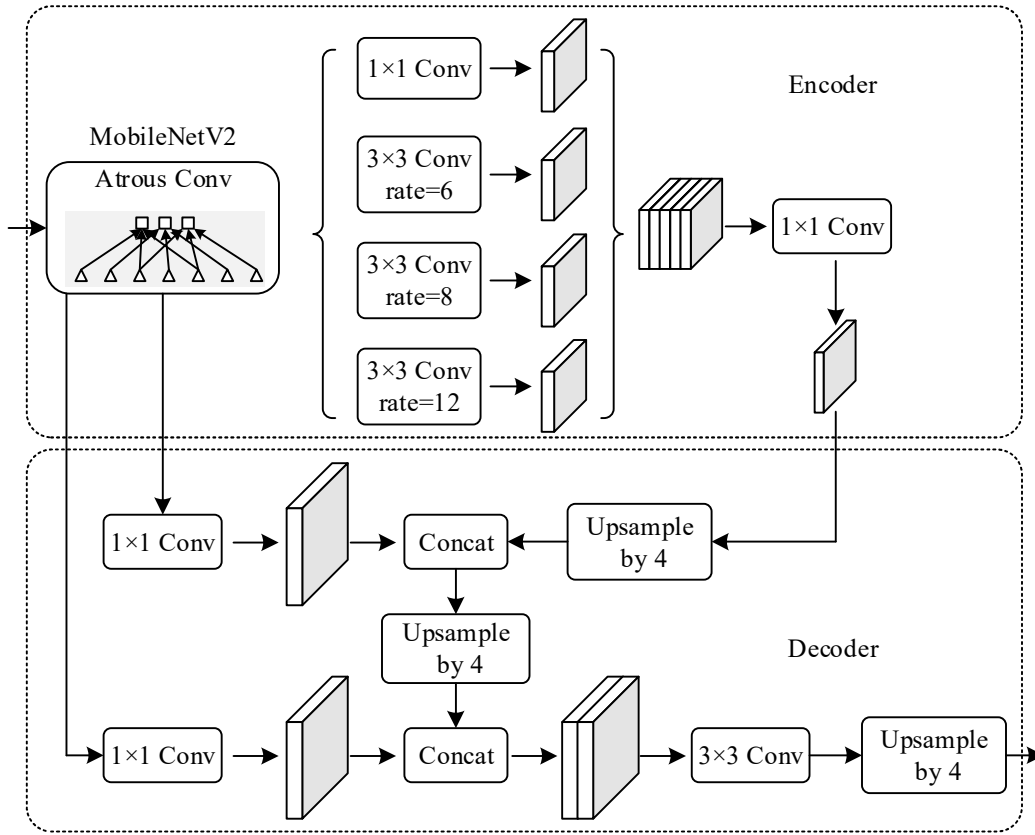 1×1 Conv
Encoder
MobileNetV2
Atrous Conv
3×3 Conv
rate=6
1×1 Conv
3×3 Conv
rate=8
3×3 Conv
rate=12
1×1 Conv
Concat
Upsample
by 4
Upsample
by 4
Decoder
1×1 Conv
Concat
3×3 Conv
Upsample
by 4